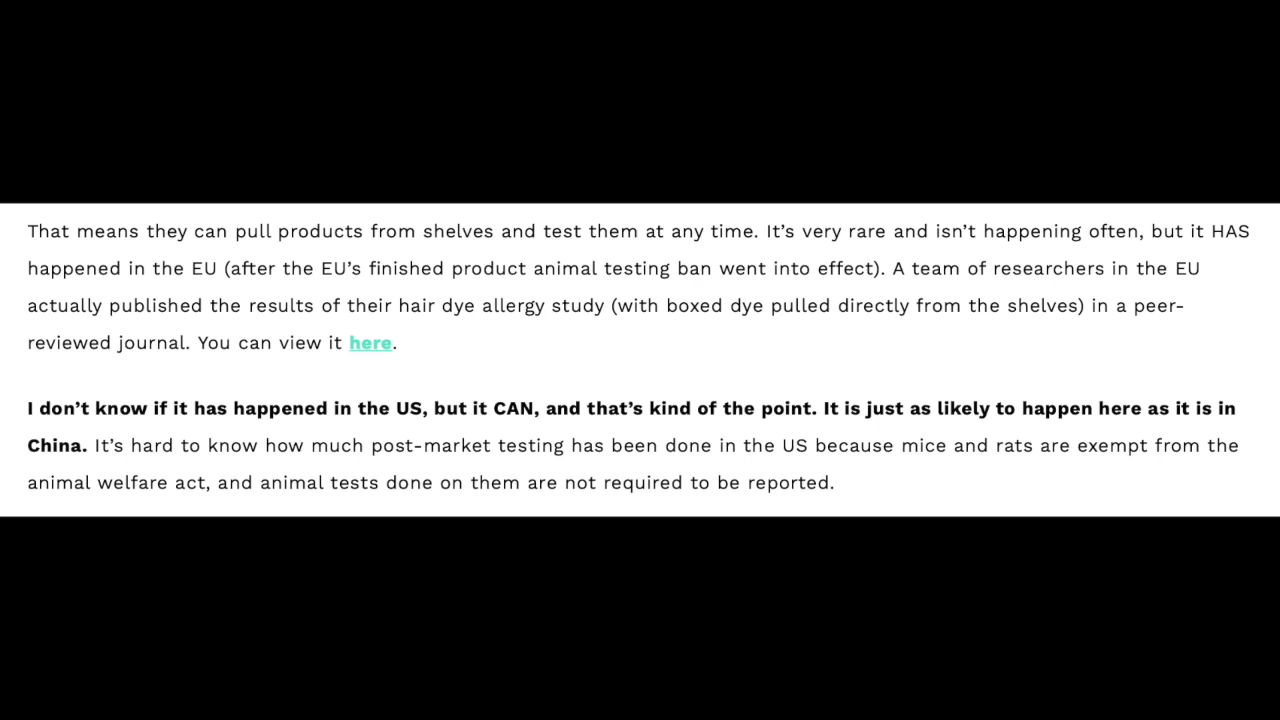 That means they can pull products from shelves and test them at any time. It’s very rare and isn’t happening often, but it HAS
happened in the EU (after the EU’s finished product animal testing ban went into effect). A team of researchers in the EU
actually published the results of their hair dye allergy study (with boxed dye pulled directly from the shelves) in a peer-
reviewed journal. You can view it here.
I don’t know if it has happened in the US, but it CAN, and that’s kind of the point. It is just as likely to happen here as it is in
China. It’s hard to know how much post-market testing has been done in the US because mice and rats are exempt from the
animal welfare act, and animal tests done on them are not required to be reported.